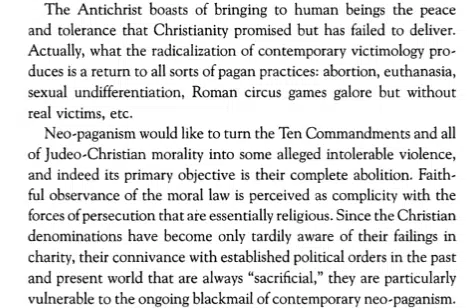 The Antichrist boasts of bringing to human beings the peace
and tolerance that Christianity promised but has failed to deliver.
Actually, what the radicalization of contemporary victimology pro-
duces is a return to all sorts of pagan practices: abortion, euthanasia,
sexual undifferentiation, Roman circus games galore but without
real victims, etc.
Neo-paganism would like to turn the Ten Commandments and all
of Judeo-Christian morality into some alleged intolerable violence,
and indeed its primary objective is their complete abolition. Faith-
ful observance of the moral law is perceived as complicity with the
forces of persecution that are essentially religious. Since the Christian
denominations have become only tardily aware of their failings in
charity, their connivance with established political orders in the past
and present world that are always “sacrificial,” they are particularly
vulnerable to the ongoing blackmail of contemporary neo-paganism.